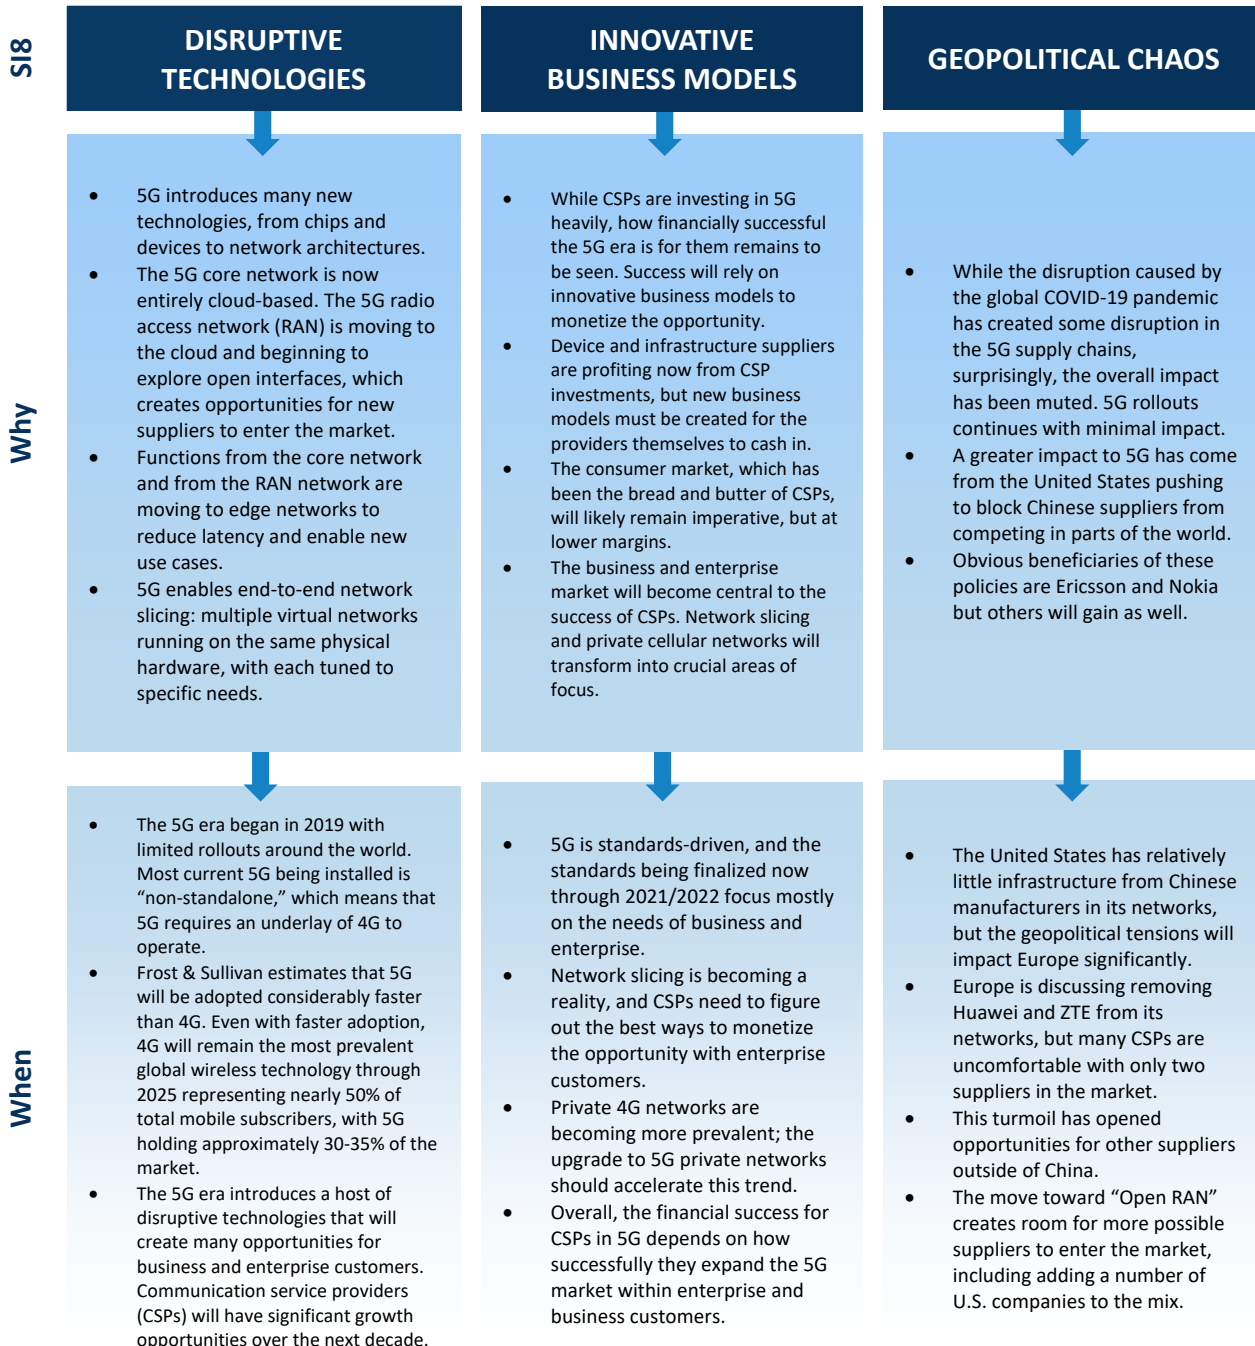 SI8
DISRUPTIVE
TECHNOLOGIES
INNOVATIVE
BUSINESS MODELS
GEOPOLITICAL CHAOS
Why
• 5G introduces many new
technologies, from chips and
devices to network architectures.
• The 5G core network is now
entirely cloud-based. The 5G radio
access network (RAN) is moving to
the cloud and beginning to
explore open interfaces, which
creates opportunities for new
suppliers to enter the market.
• Functions from the core network
and from the RAN network are
moving to edge networks to
reduce latency and enable new
use cases.
• 5G enables end-to-end network
slicing: multiple virtual networks
running on the same physical
hardware, with each tuned to
specific needs.
• While CSPs are investing in 5G
heavily, how financially successful
the 5G era is for them remains to
be seen. Success will rely on
innovative business models to
monetize the opportunity.
• Device and infrastructure suppliers
are profiting now from CSP
investments, but new business
models must be created for the
providers themselves to cash in.
• The consumer market, which has
been the bread and butter of CSPs,
will likely remain imperative, but at
lower margins.
• The business and enterprise
market will become central to the
success of CSPs. Network slicing
and private cellular networks will
transform into crucial areas of
focus.
• While the disruption caused by
the global COVID-19 pandemic
has created some disruption in
the 5G supply chains,
surprisingly, the overall impact
has been muted. 5G rollouts
continues with minimal impact.
• A greater impact to 5G has come
from the United States pushing
to block Chinese suppliers from
competing in parts of the world.
• Obvious beneficiaries of these
policies are Ericsson and Nokia
but others will gain as well.
When
• The 5G era began in 2019 with
limited rollouts around the world.
Most current 5G being installed is
“non-standalone,” which means that
5G requires an underlay of 4G to
operate.
• Frost & Sullivan estimates that 5G
will be adopted considerably faster
than 4G. Even with faster adoption,
4G will remain the most prevalent
global wireless technology through
2025 representing nearly 50% of
total mobile subscribers, with 5G
holding approximately 30-35% of the
market.
• The 5G era introduces a host of
disruptive technologies that will
create many opportunities for
business and enterprise customers.
Communication service providers
(CSPs) will have significant growth
opportunities over the next decade.
• 5G is standards-driven, and the
standards being finalized now
through 2021/2022 focus mostly
on the needs of business and
enterprise.
• Network slicing is becoming a
reality, and CSPs need to figure
out the best ways to monetize
the opportunity with enterprise
customers.
• Private 4G networks are
becoming more prevalent; the
upgrade to 5G private networks
should accelerate this trend.
• Overall, the financial success for
CSPs in 5G depends on how
successfully they expand the 5G
market within enterprise and
business customers.
• The United States has relatively
little infrastructure from Chinese
manufacturers in its networks,
but the geopolitical tensions will
impact Europe significantly.
• Europe is discussing removing
Huawei and ZTE from its
networks, but many CSPs are
uncomfortable with only two
suppliers in the market.
• This turmoil has opened
opportunities for other suppliers
outside of China.
• The move toward “Open RAN”
creates room for more possible
suppliers to enter the market,
including adding a number of
U.S. companies to the mix.